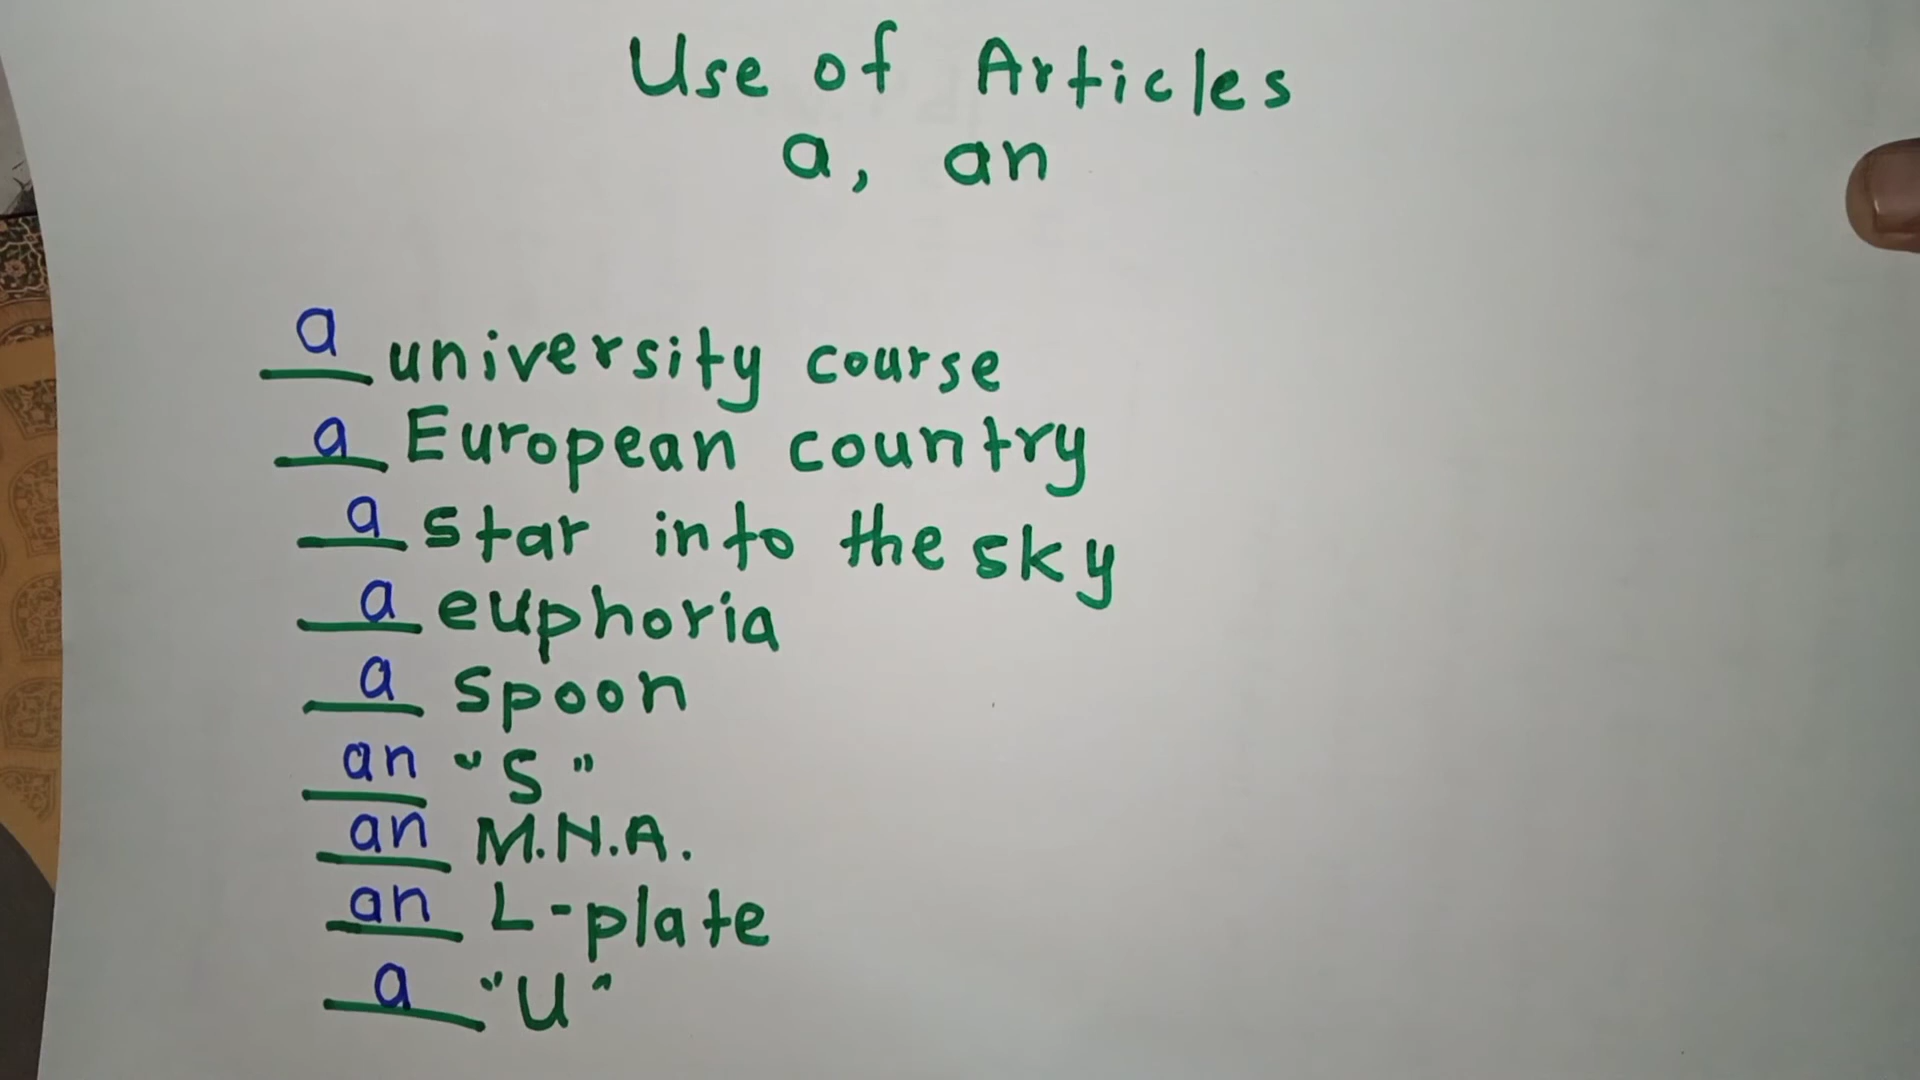 Use of Articles
a, an
a university course
a European country
a star into the sky
a euphoria
a spoon
an "S"
an M.N.A.
an L-plate
a "U"